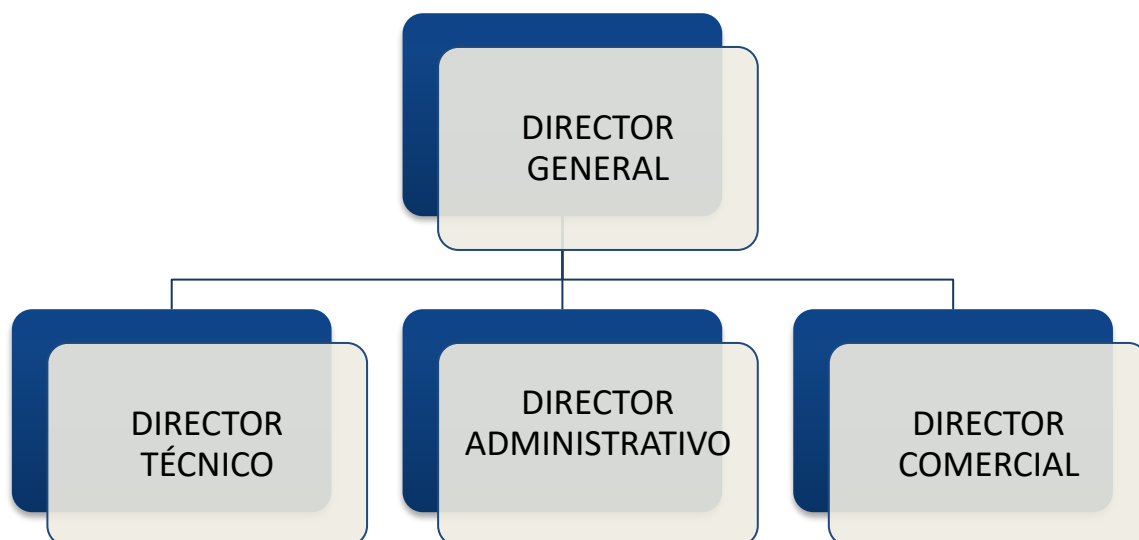 DIRECTOR
GENERAL
DIRECTOR
TÉCNICO
DIRECTOR
ADMINISTRATIVO
DIRECTOR
COMERCIAL